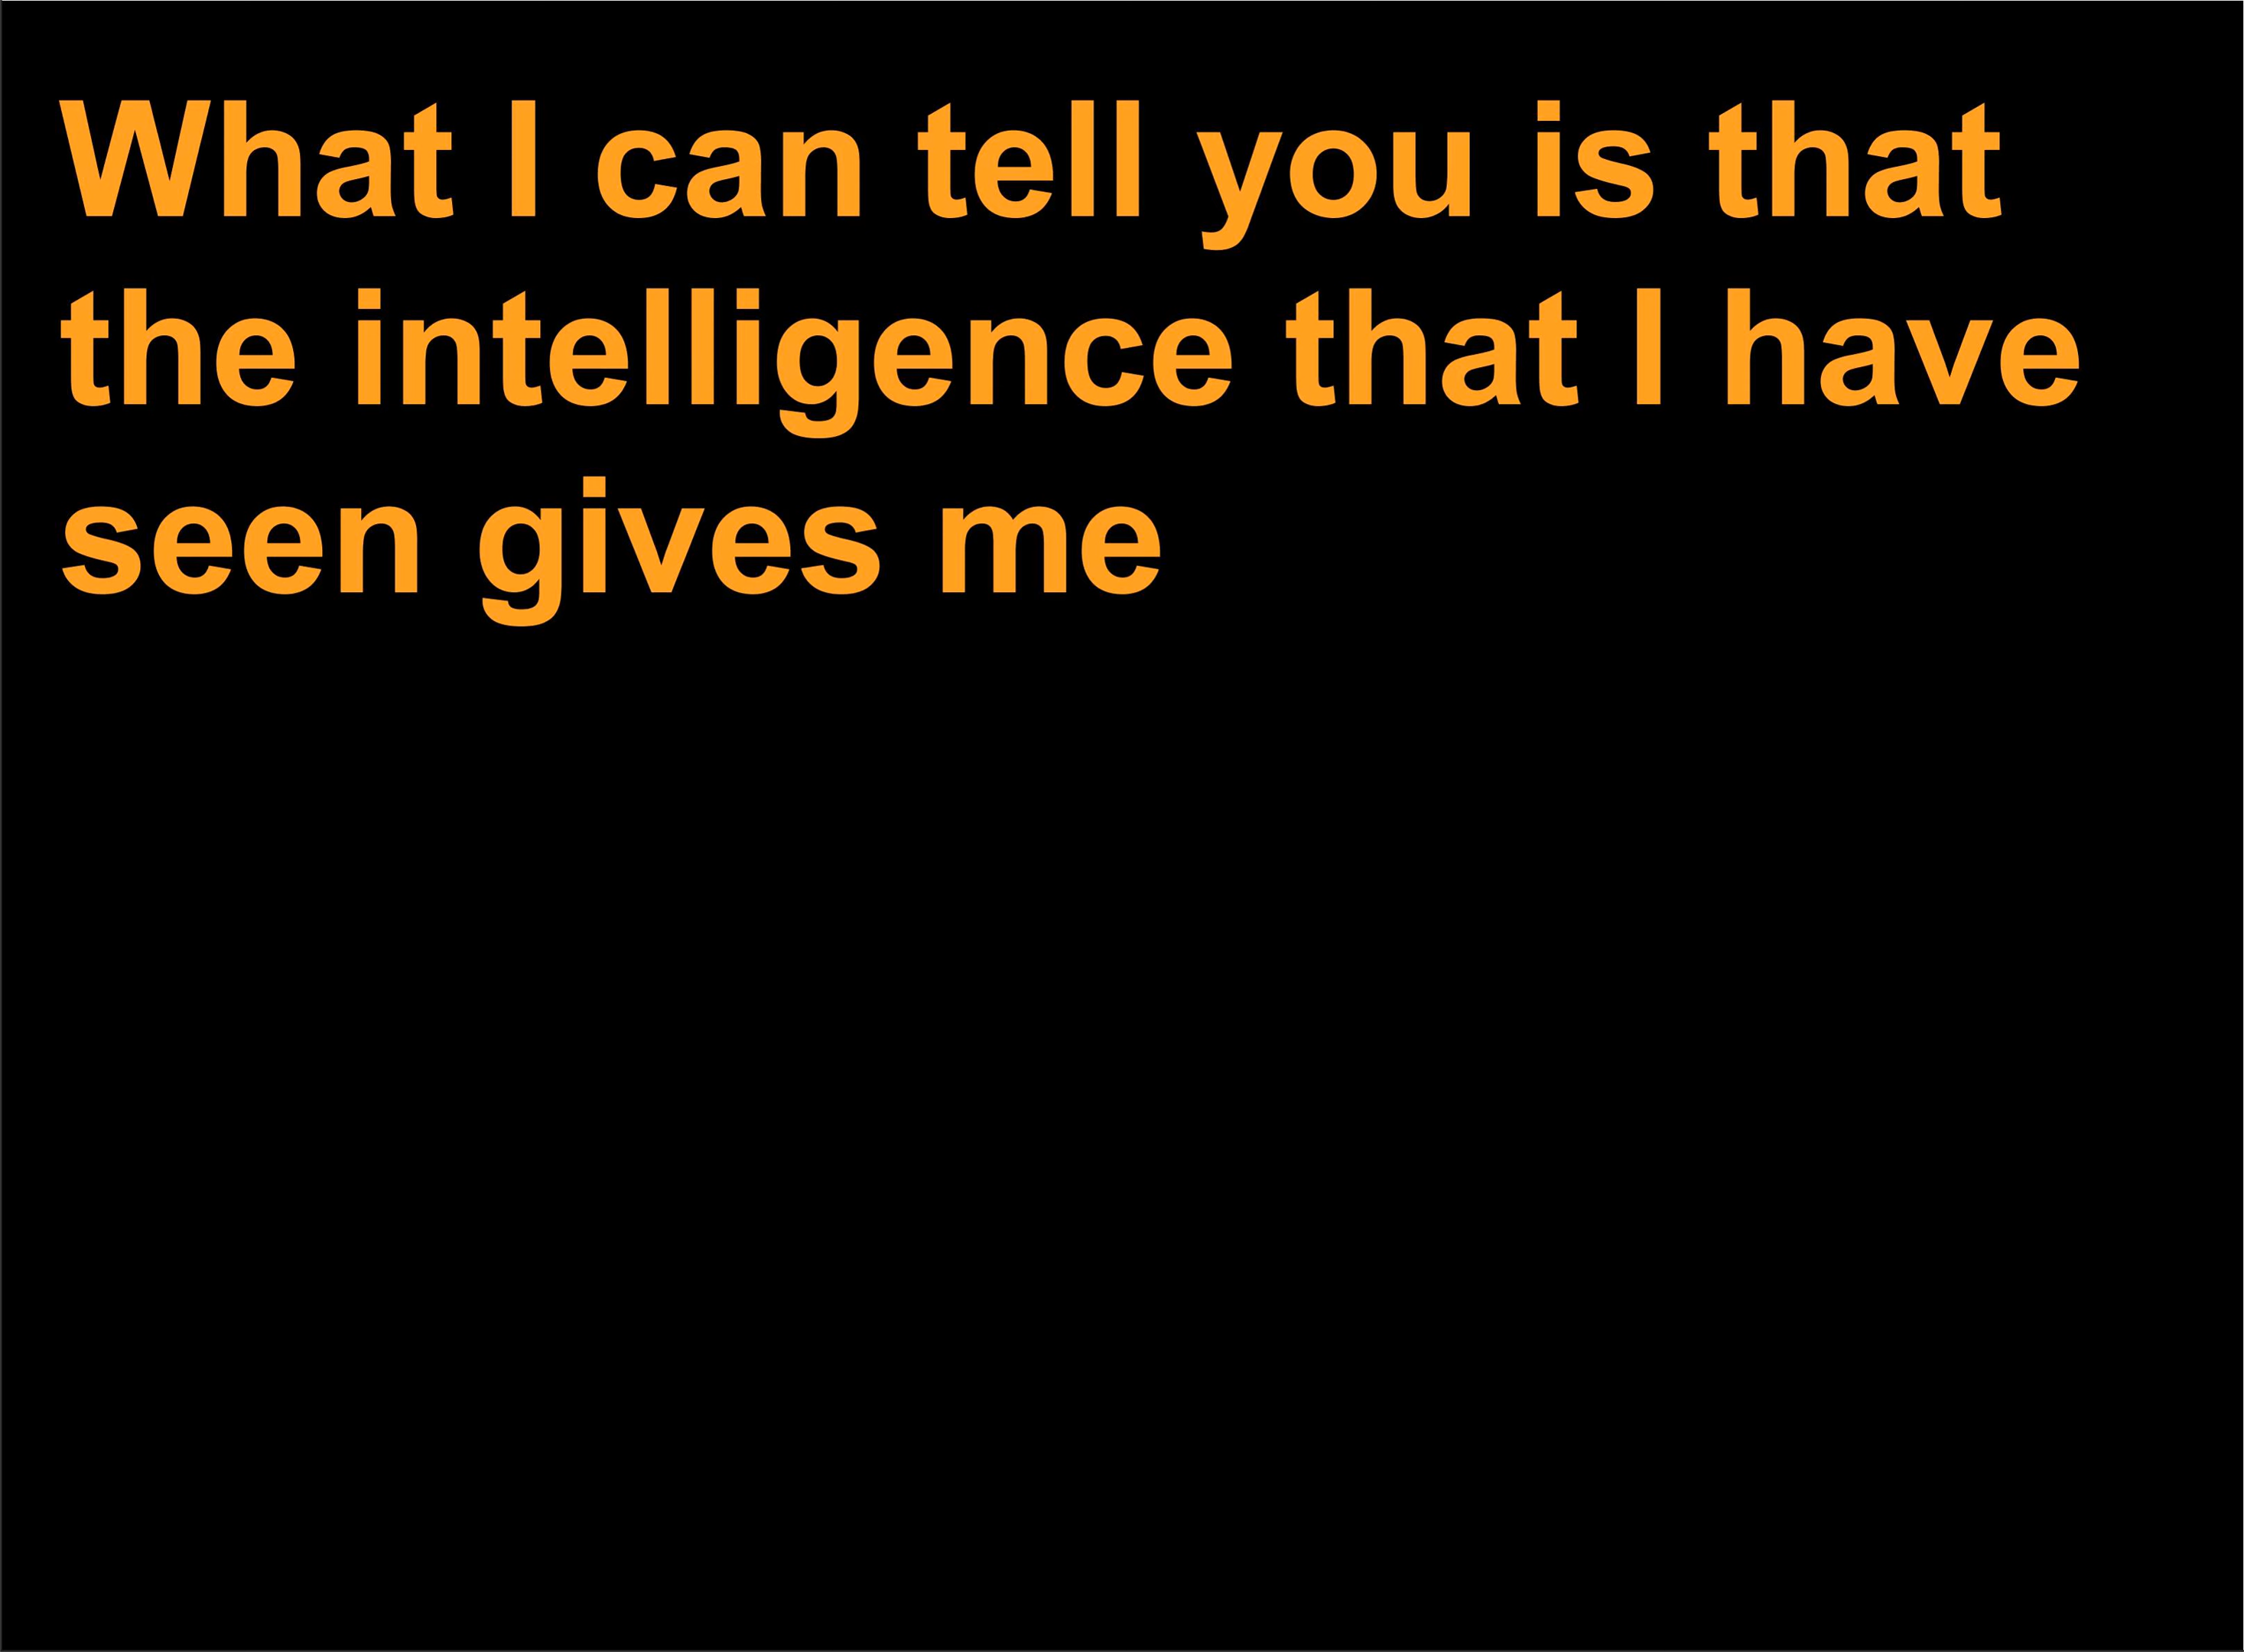 What I can tell you is that
the intelligence that I have
seen gives me